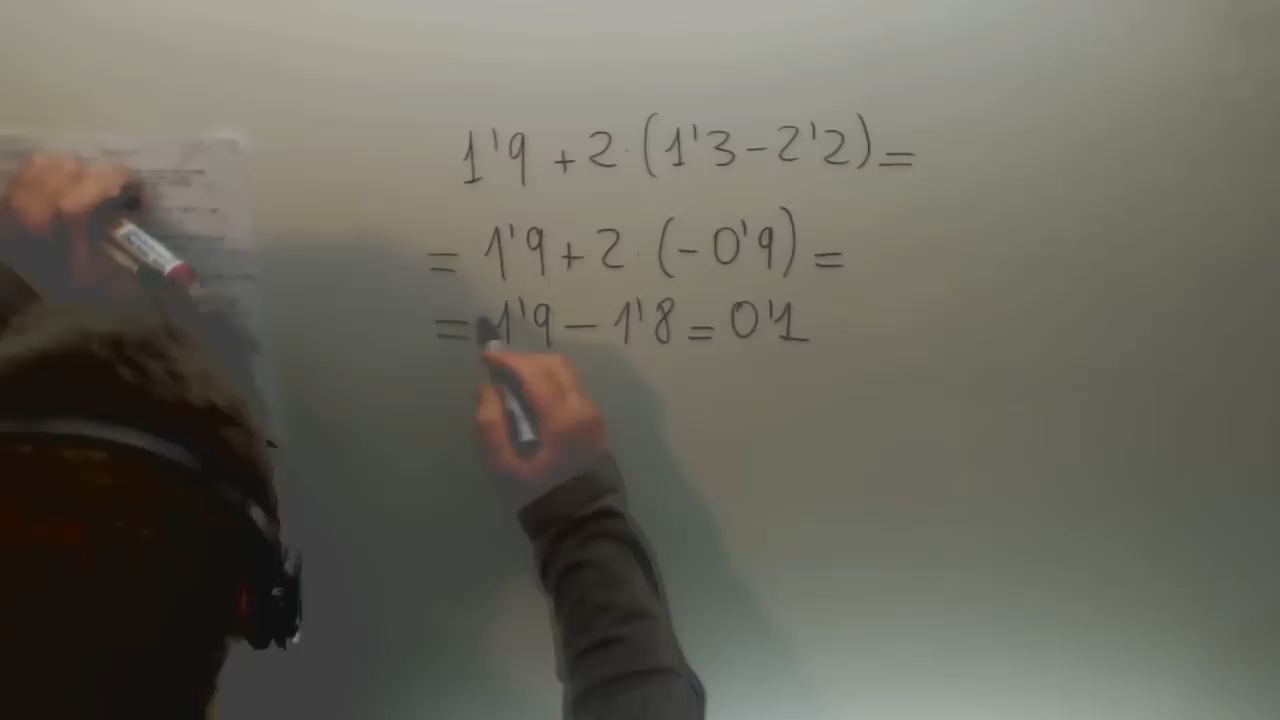 1'9 + 2 · (1'3 - 2'2) =
= 1'9 + 2 · (-0'9) =
= 1'9 - 1'8 = 0'1